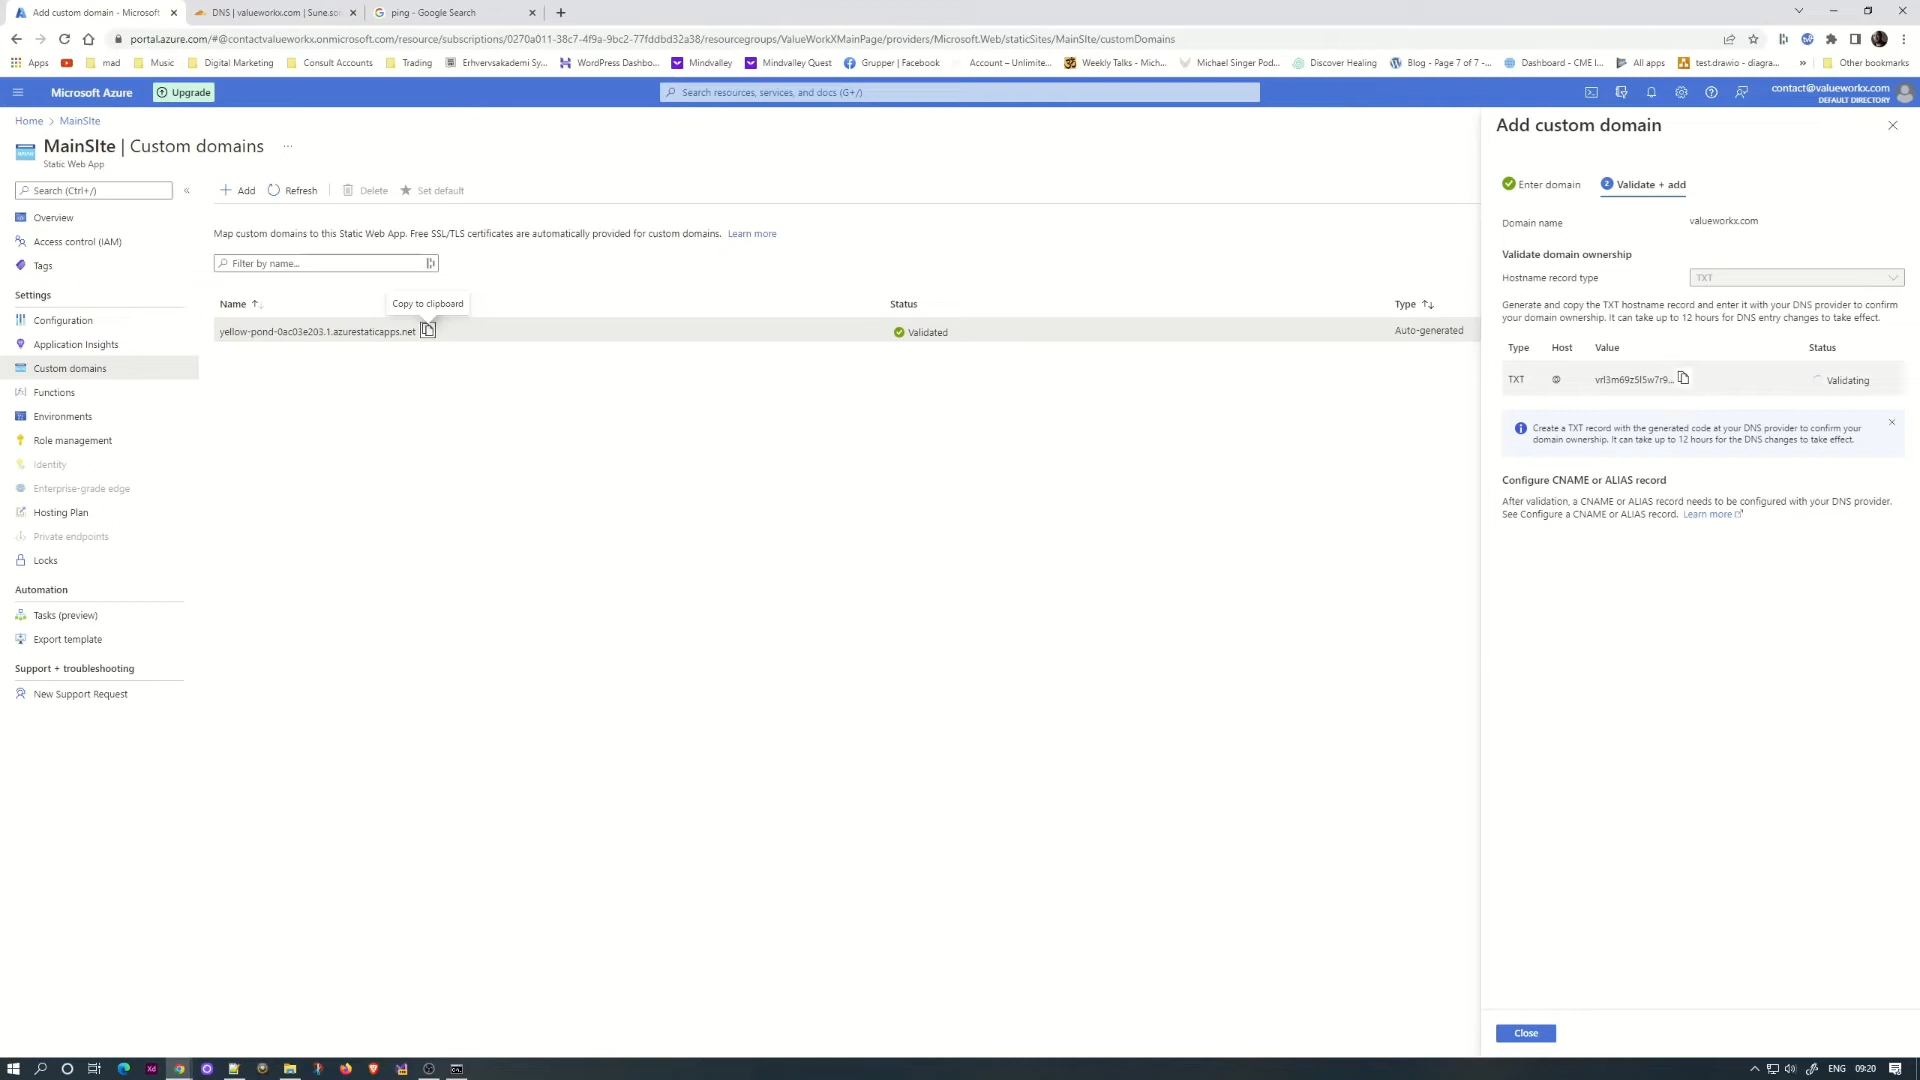 Add custom domain - Microsoft
DNS | valueworkx.com | Sune.sor
ping - Google Search
portal.azure.com/#@contactvalueworkx.onmicrosoft.com/resource/subscriptions/0270a011-38c7-4f9a-9bc2-77fddbd32a38/resourcegroups/ValueWorkXMainPage/providers/Microsoft.Web/staticSites/MainSIte/customDomains
Apps mad Music Digital Marketing Consult Accounts Trading Erhvervsakademi Sy... WordPress Dashbo... Mindvalley Mindvalley Quest Grupper | Facebook Account – Unlimite... Weekly Talks - Mich... Michael Singer Pod... Discover Healing Blog - Page 7 of 7 -... Dashboard - CME I... All apps test.drawio - diagra... » Other bookmarks
Microsoft Azure
Upgrade
Search resources, services, and docs (G+/)
contact@valueworkx.com
DEFAULT DIRECTORY
Home > MainSIte
MainSIte | Custom domains ...
Static Web App
Search (Ctrl+/)
«
Overview
Access control (IAM)
Tags
Settings
Configuration
Application Insights
Custom domains
Functions
Environments
Role management
Identity
Enterprise-grade edge
Hosting Plan
Private endpoints
Locks
Automation
Tasks (preview)
Export template
Support + troubleshooting
New Support Request
Add Refresh Delete Set default
Map custom domains to this Static Web App. Free SSL/TLS certificates are automatically provided for custom domains. Learn more
Filter by name...
Copy to clipboard
Name Status Type
yellow-pond-0ac03e203.1.azurestaticapps.net Validated Auto-generated
Add custom domain
Enter domain
2 Validate + add
Domain name valueworkx.com
Validate domain ownership
Hostname record type TXT
Generate and copy the TXT hostname record and enter it with your DNS provider to confirm
your domain ownership. It can take up to 12 hours for DNS entry changes to take effect.
Type Host Value Status
TXT @ vrl3m69z5l5w7r9... Validating
Create a TXT record with the generated code at your DNS provider to confirm your
domain ownership. It can take up to 12 hours for the DNS changes to take effect.
Configure CNAME or ALIAS record
After validation, a CNAME or ALIAS record needs to be configured with your DNS provider.
See Configure a CNAME or ALIAS record. Learn more
Close
Xd
ENG 09:20